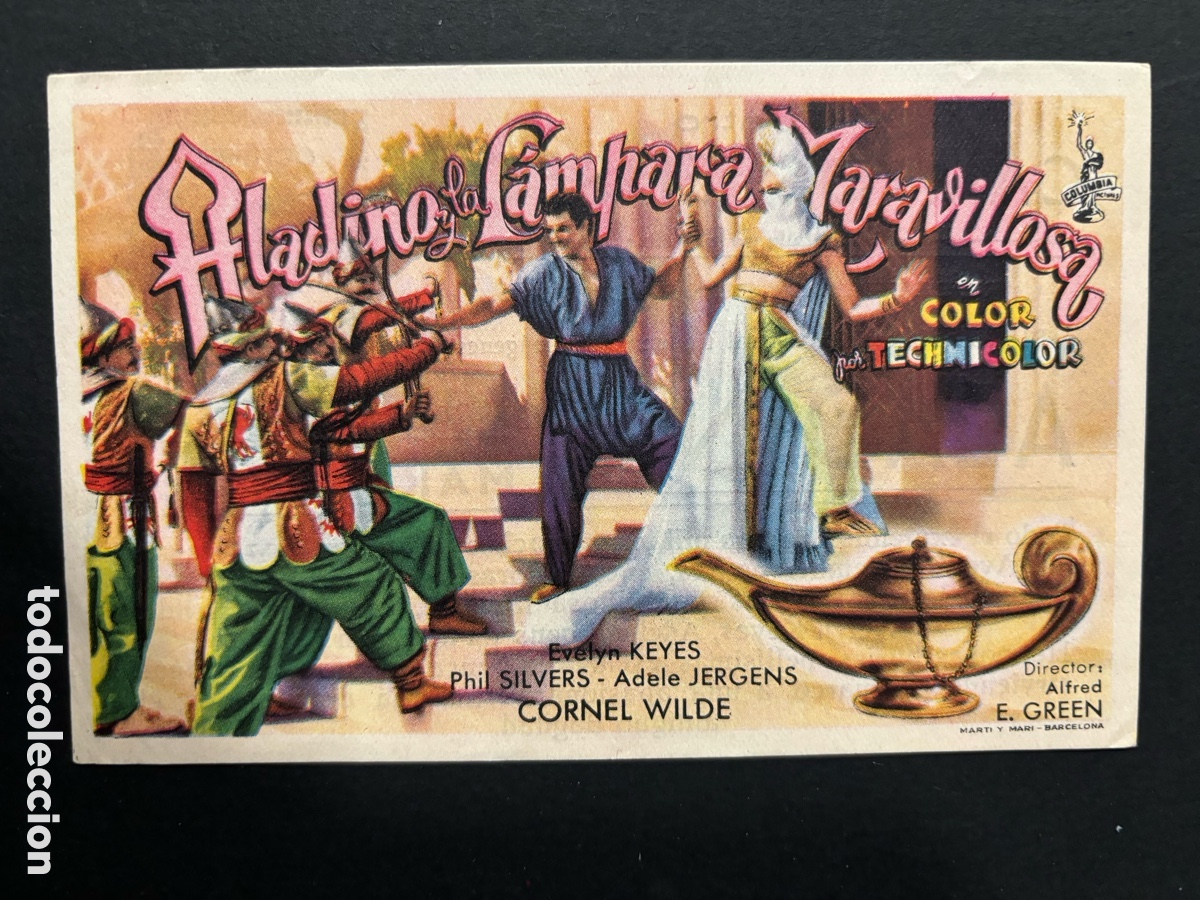 Aladino y la Lámpara Maravillosa
COLUMBIA
en
COLOR
por TECHNICOLOR
Evelyn KEYES
Phil SILVERS - Adele JERGENS
CORNEL WILDE
Director:
Alfred
E. GREEN
MARTI Y MARI - BARCELONA
todocoleccion